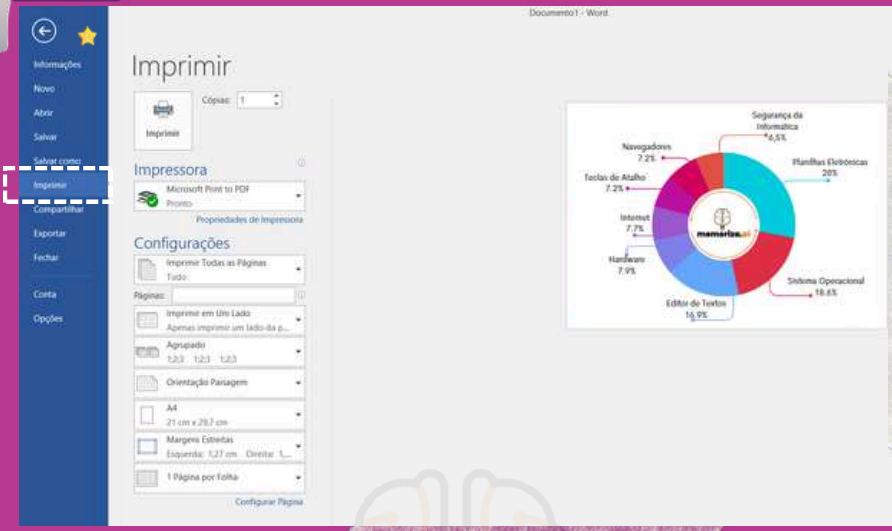 Documento1 - Word
Informações
Novo
Abrir
Salvar
Salvar como
Imprimir
Compartilhar
Exportar
Fechar
Conta
Opções
Imprimir
Cópias: 1
Imprimir
Impressora
Microsoft Print to PDF
Pronto
Propriedades de Impressora
Configurações
Imprimir Todas as Páginas
Tudo
Páginas:
Imprimir em Um Lado
Apenas imprimir um lado da p...
Agrupado
1;2;3 1;2;3 1;2;3
Orientação Paisagem
A4
21 cm x 29,7 cm
Margens Estreitas
Esquerda: 1,27 cm Direita: 1,...
1 Página por Folha
Configurar Página
Segurança da
Informática
6,5%
Navegadores
7.2%
Planilhas Eletrônicas
20%
Teclas de Atalho
7.2%
Internet
7.7%
memorize.ai
Hardware
7.9%
Sistema Operacional
18.6%
Editor de Textos
16.9%